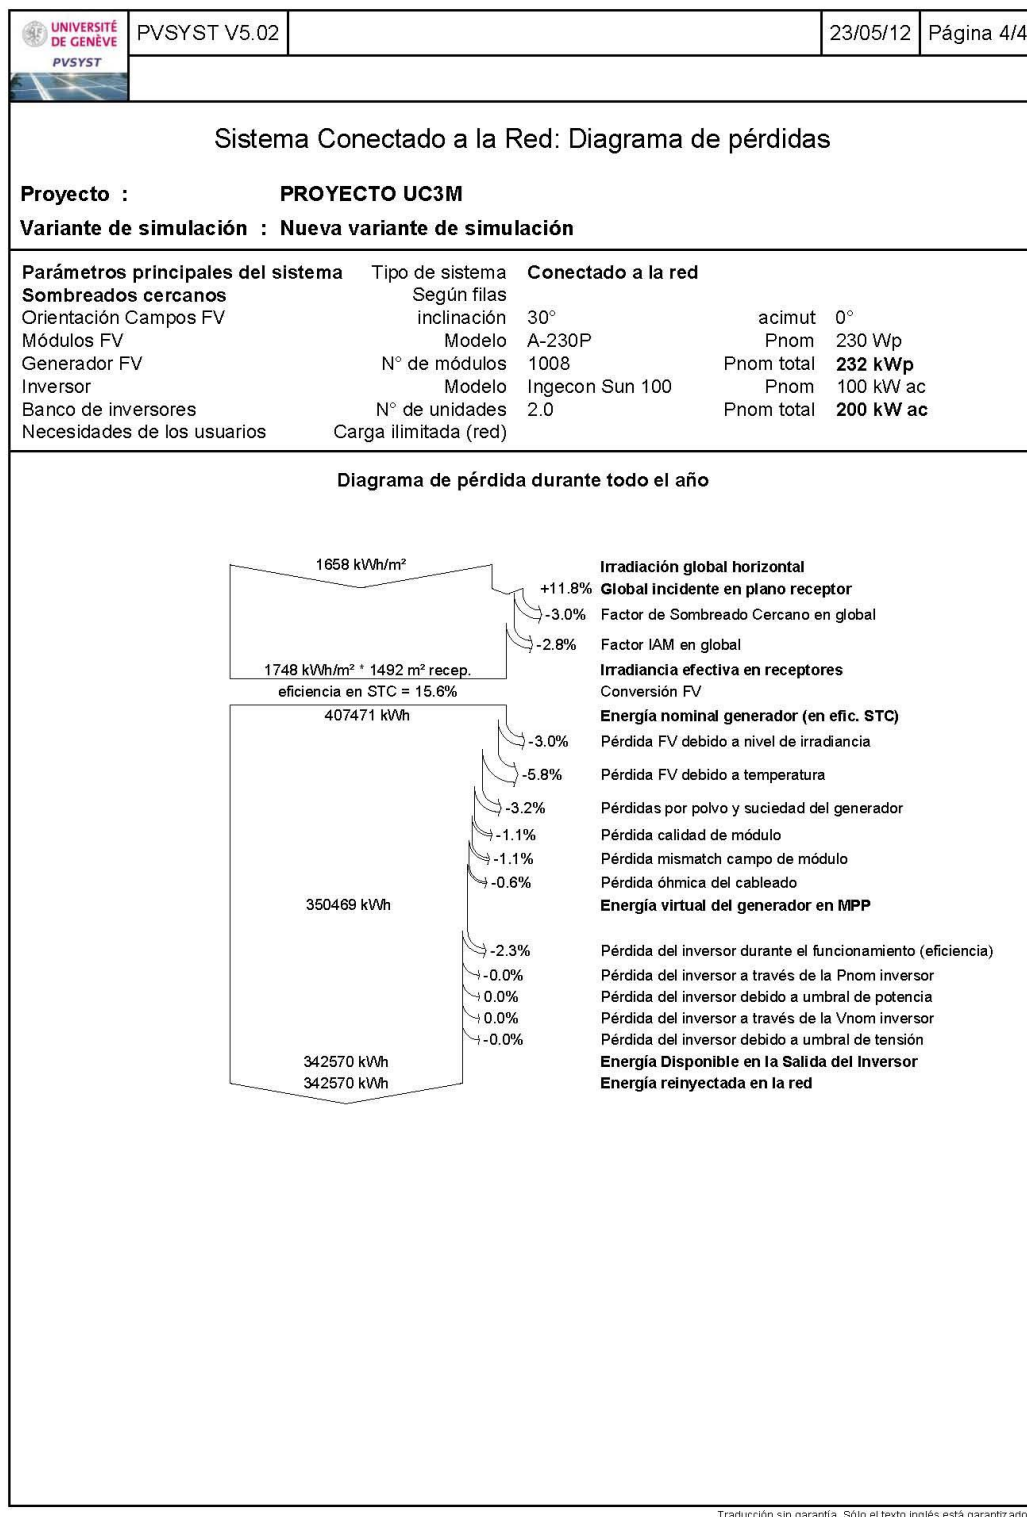 UNIVERSITÉ
DE GENÈVE
PVSYST
PVSYST V5.02
23/05/12
Página 4/4
Sistema Conectado a la Red: Diagrama de pérdidas
Proyecto : PROYECTO UC3M
Variante de simulación : Nueva variante de simulación
Parámetros principales del sistema Tipo de sistema Conectado a la red
Sombreados cercanos Según filas
Orientación Campos FV inclinación 30° acimut 0°
Módulos FV Modelo A-230P Pnom 230 Wp
Generador FV N° de módulos 1008 Pnom total 232 kWp
Inversor Modelo Ingecon Sun 100 Pnom 100 kW ac
Banco de inversores N° de unidades 2.0 Pnom total 200 kW ac
Necesidades de los usuarios Carga ilimitada (red)
Diagrama de pérdida durante todo el año
1658 kWh/m² Irradiación global horizontal
+11.8% Global incidente en plano receptor
-3.0% Factor de Sombreado Cercano en global
-2.8% Factor IAM en global
1748 kWh/m² * 1492 m² recep. Irradiancia efectiva en receptores
eficiencia en STC = 15.6% Conversión FV
407471 kWh Energía nominal generador (en efic. STC)
-3.0% Pérdida FV debido a nivel de irradiancia
-5.8% Pérdida FV debido a temperatura
-3.2% Pérdidas por polvo y suciedad del generador
-1.1% Pérdida calidad de módulo
-1.1% Pérdida mismatch campo de módulo
-0.6% Pérdida óhmica del cableado
350469 kWh Energía virtual del generador en MPP
-2.3% Pérdida del inversor durante el funcionamiento (eficiencia)
-0.0% Pérdida del inversor a través de la Pnom inversor
0.0% Pérdida del inversor debido a umbral de potencia
0.0% Pérdida del inversor a través de la Vnom inversor
-0.0% Pérdida del inversor debido a umbral de tensión
342570 kWh Energía Disponible en la Salida del Inversor
342570 kWh Energía reinyectada en la red
Traducción sin garantía, Sólo el texto inglés está garantizado